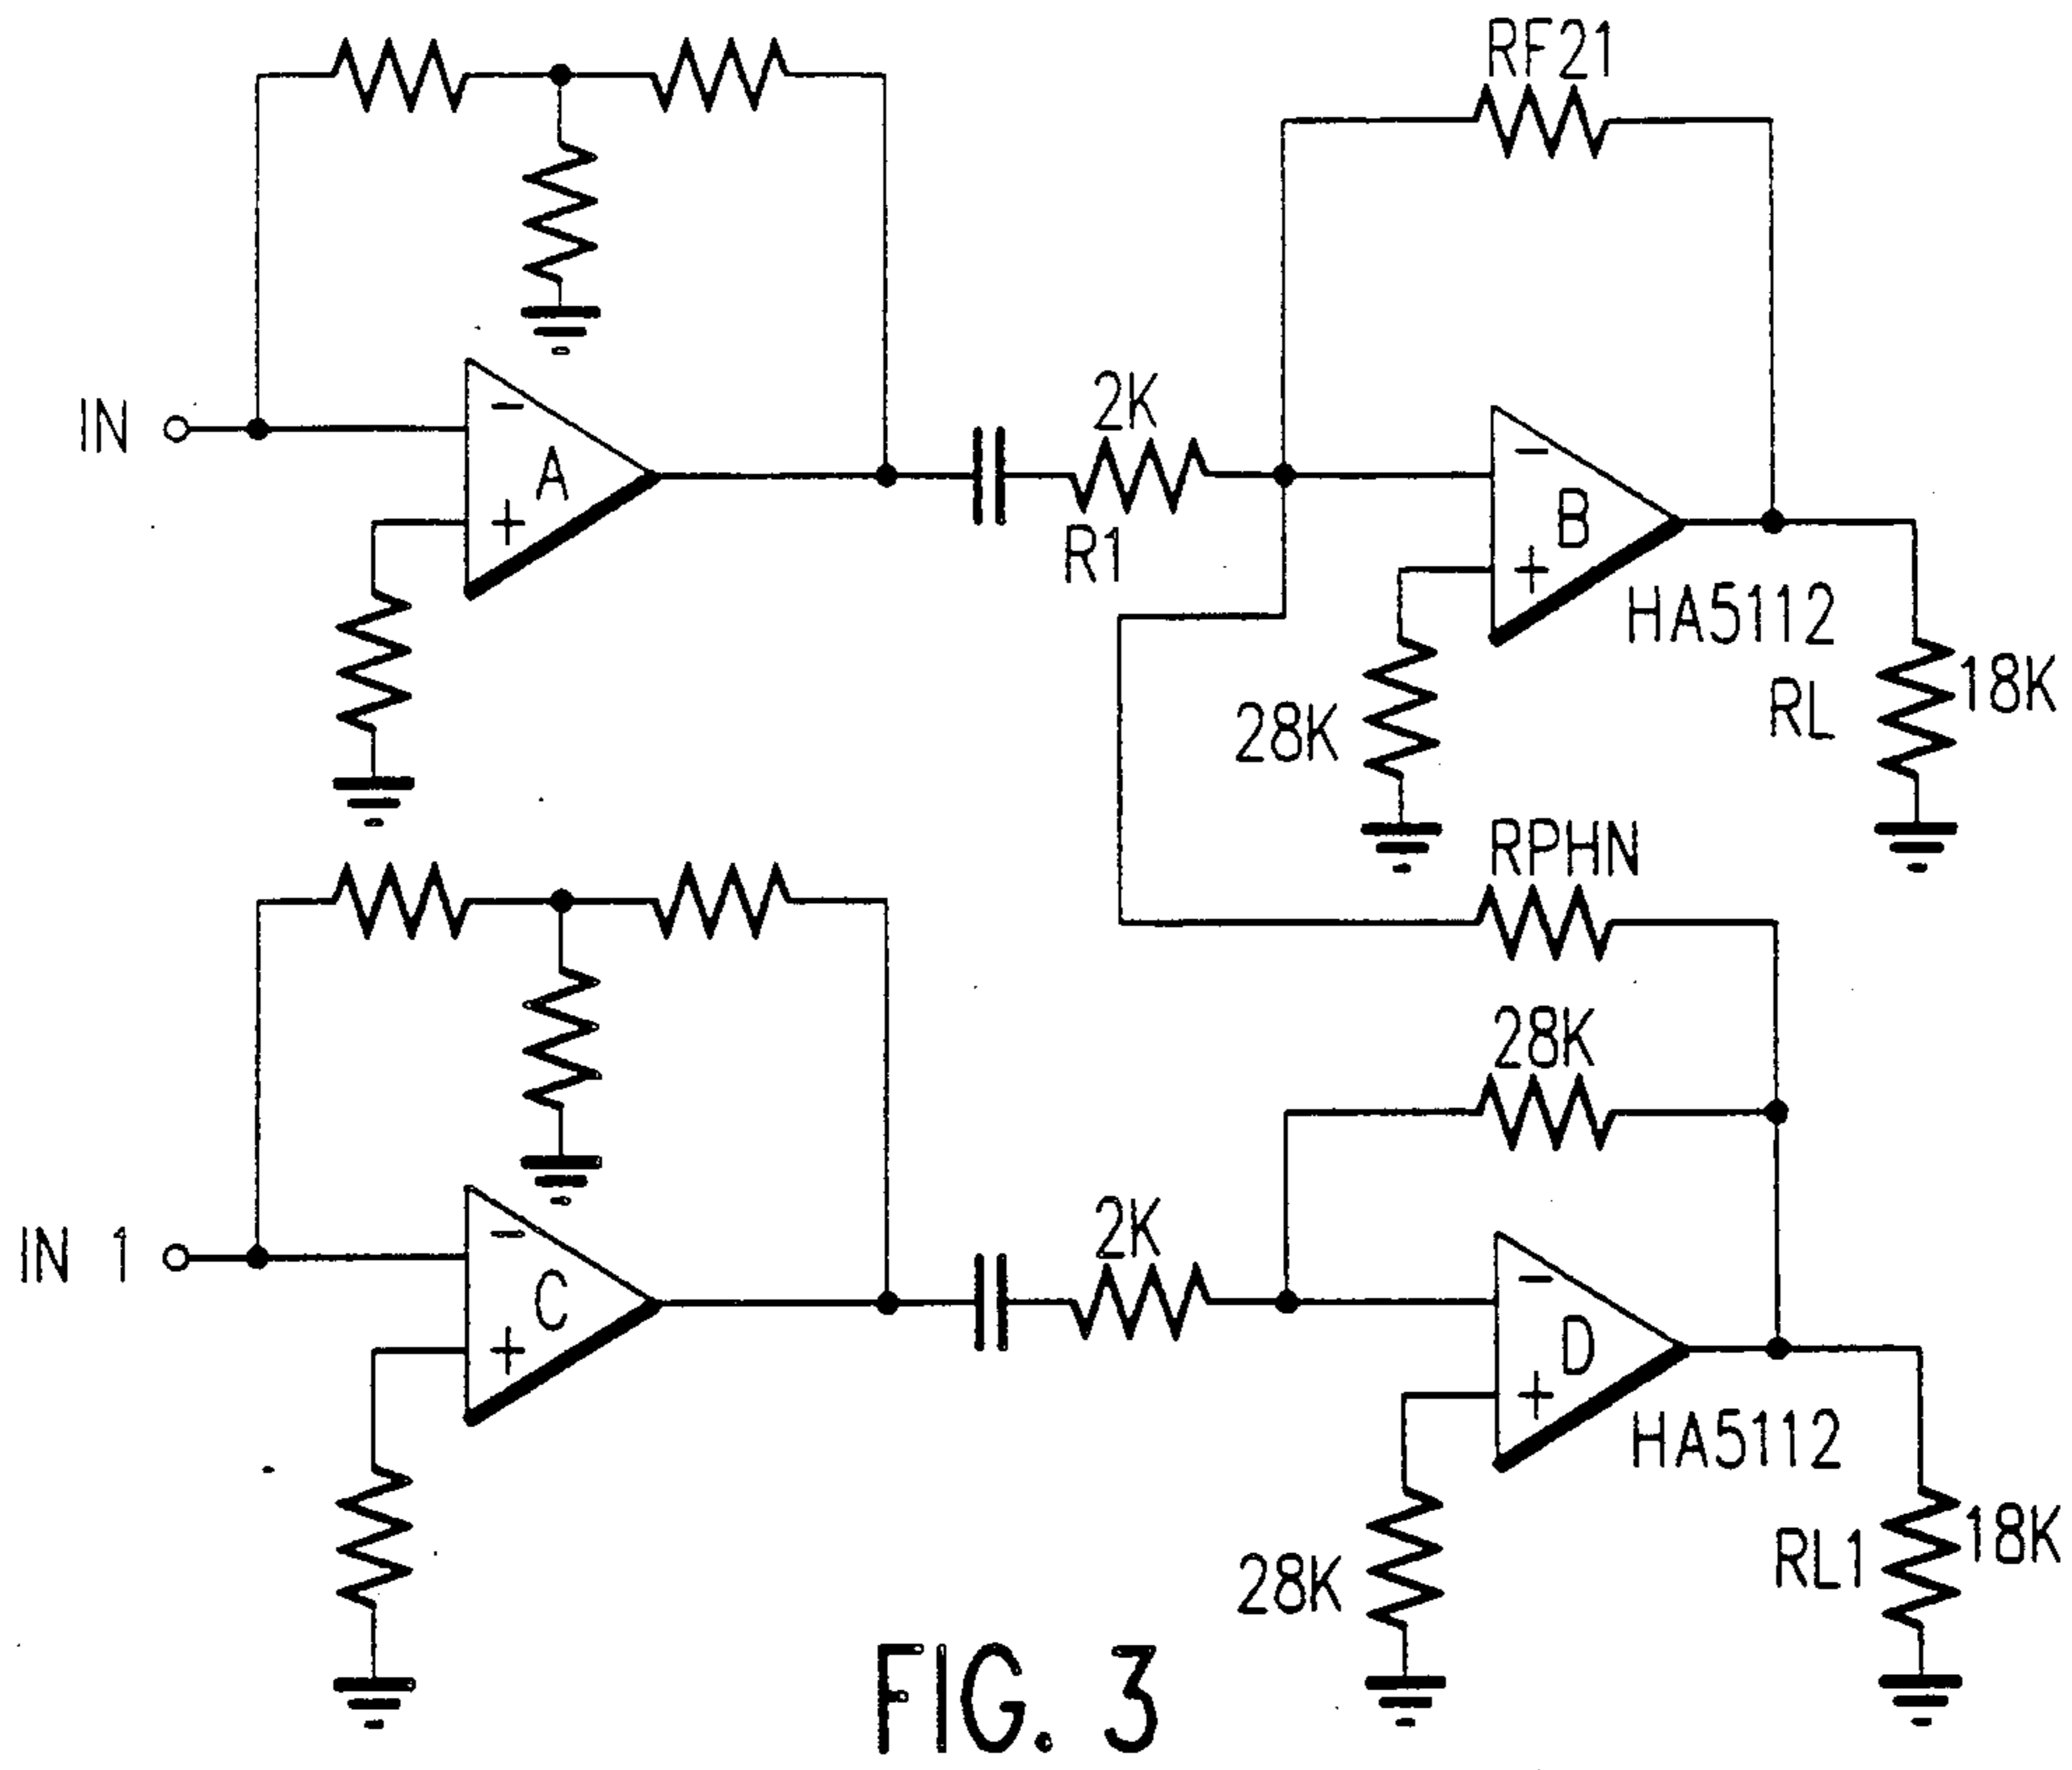 RF21
2K
IN
-
A
+
R1
-
B
+
HA5112
28K
RL
18K
RPHN
28K
2K
IN 1
-
C
+
-
D
+
HA5112
28K
RL1
18K
FIG. 3